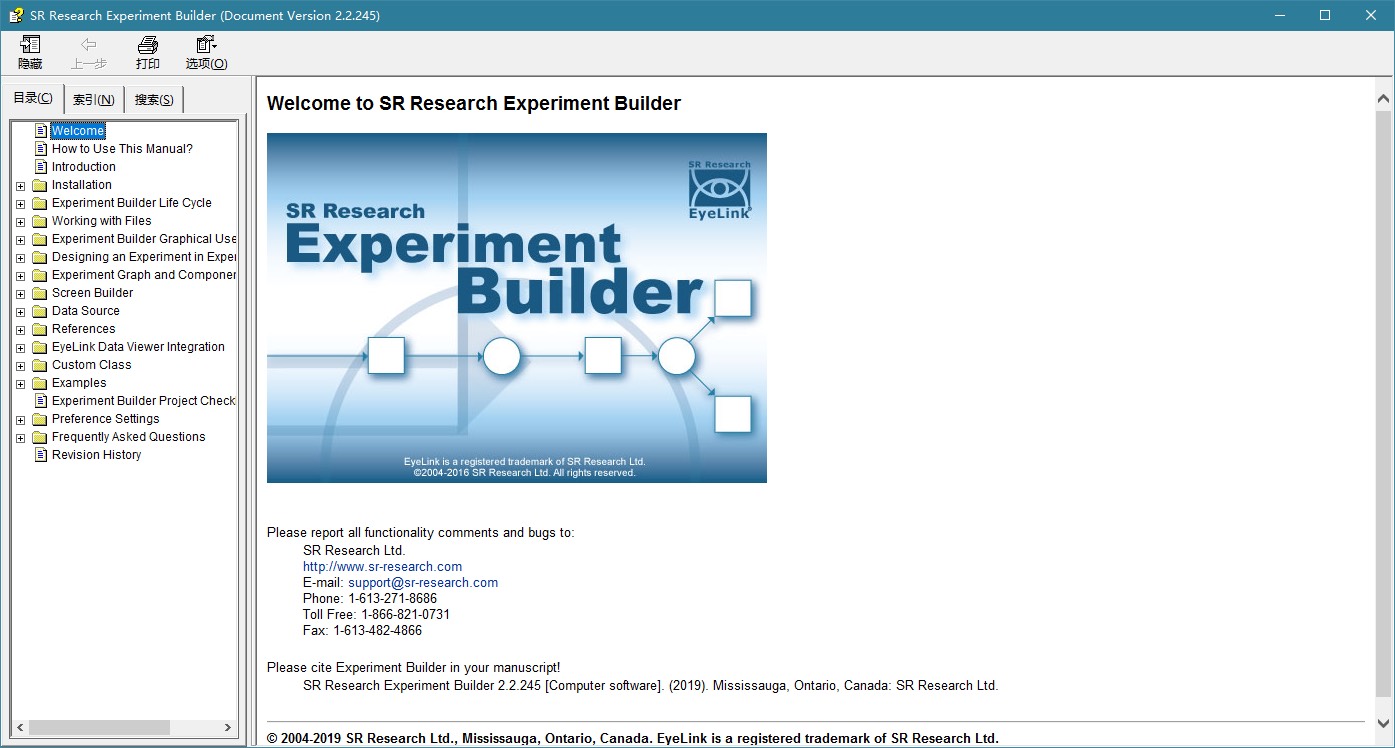 SR Research Experiment Builder (Document Version 2.2.245)
隐藏
上一步
打印
选项(O)
目录(C)
索引(N)
搜索(S)
Welcome
How to Use This Manual?
Introduction
Installation
Experiment Builder Life Cycle
Working with Files
Experiment Builder Graphical Use
Designing an Experiment in Exper
Experiment Graph and Componen
Screen Builder
Data Source
References
EyeLink Data Viewer Integration
Custom Class
Examples
Experiment Builder Project Check
Preference Settings
Frequently Asked Questions
Revision History
Welcome to SR Research Experiment Builder
SR Research
EyeLink®
SR Research
Experiment
Builder
EyeLink is a registered trademark of SR Research Ltd.
©2004-2016 SR Research Ltd. All rights reserved.
Please report all functionality comments and bugs to:
SR Research Ltd.
http://www.sr-research.com
E-mail: support@sr-research.com
Phone: 1-613-271-8686
Toll Free: 1-866-821-0731
Fax: 1-613-482-4866
Please cite Experiment Builder in your manuscript!
SR Research Experiment Builder 2.2.245 [Computer software]. (2019). Mississauga, Ontario, Canada: SR Research Ltd.
© 2004-2019 SR Research Ltd., Mississauga, Ontario, Canada. EyeLink is a registered trademark of SR Research Ltd.